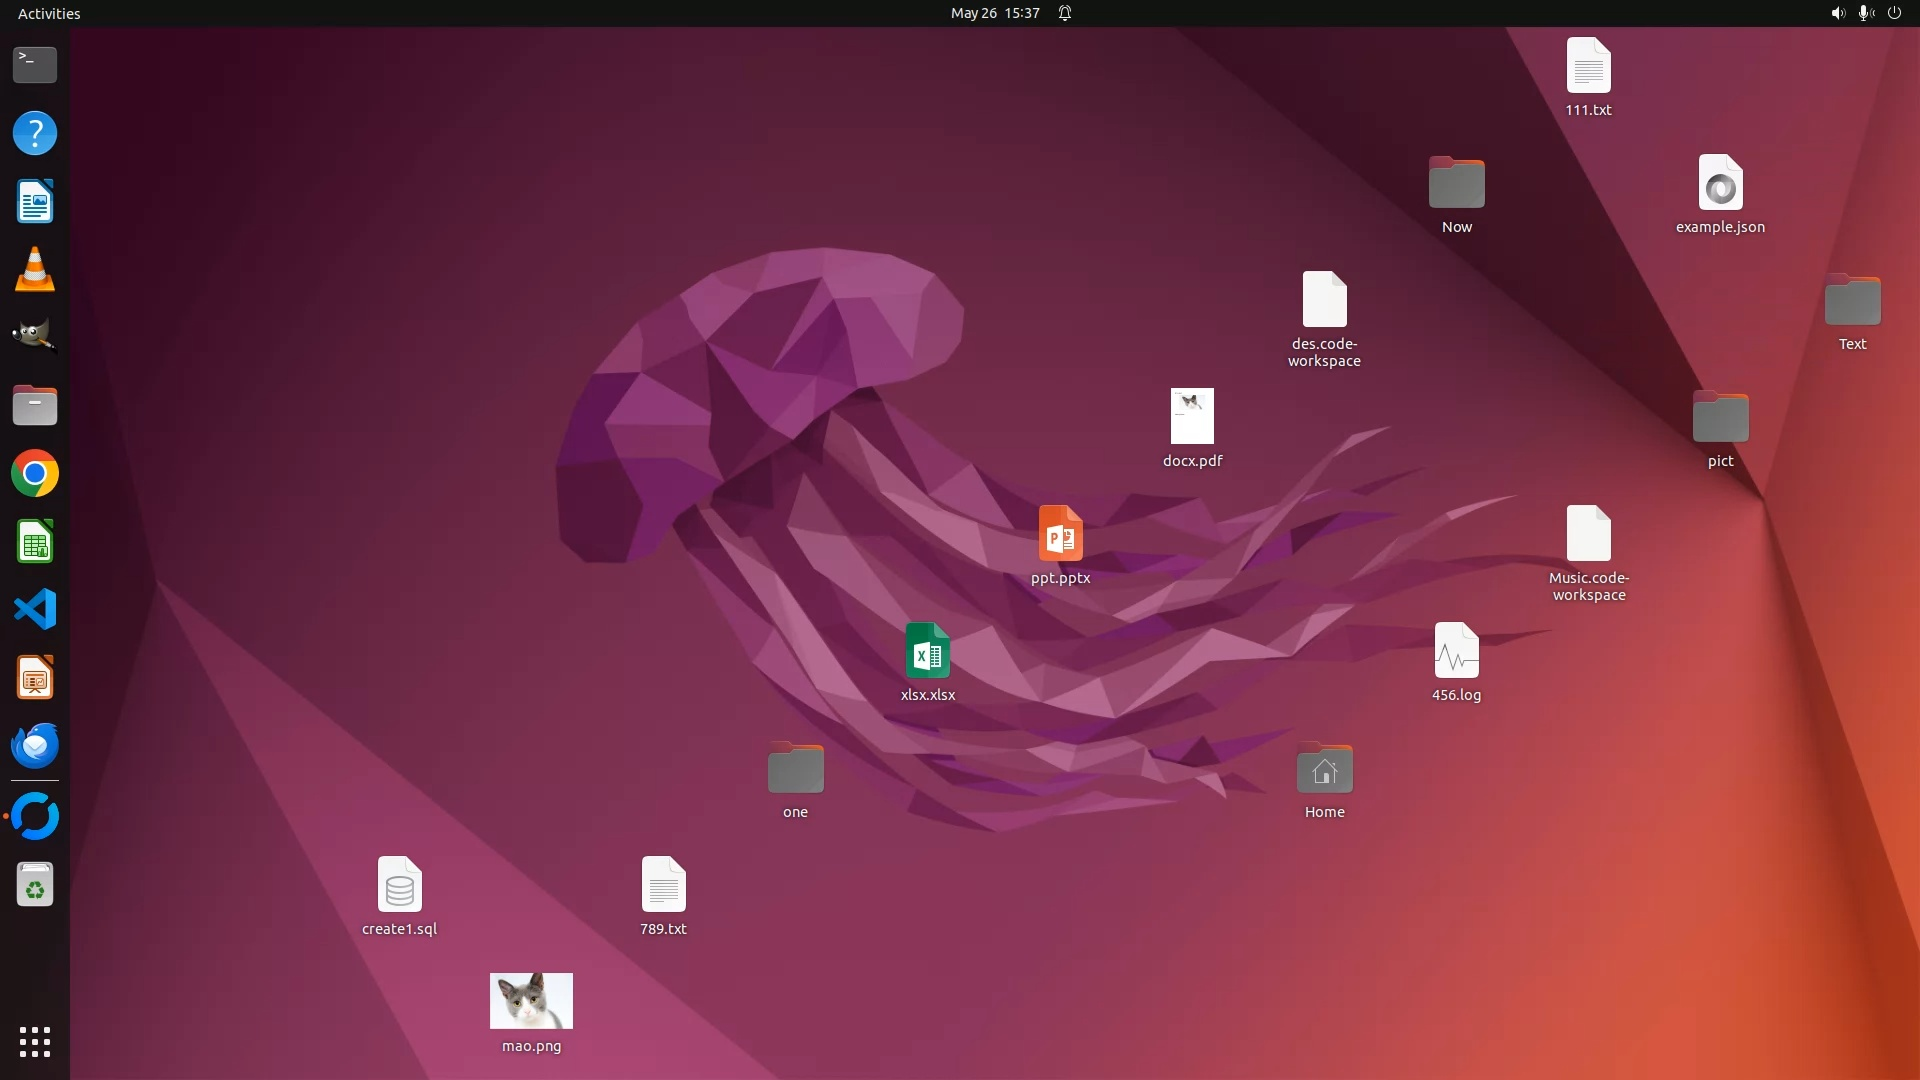 Activities
May 26 15:37
111.txt
Now
example.json
des.code-
workspace
Text
docx.pdf
pict
ppt.pptx
Music.code-
workspace
xlsx.xlsx
456.log
one
Home
create1.sql
789.txt
mao.png